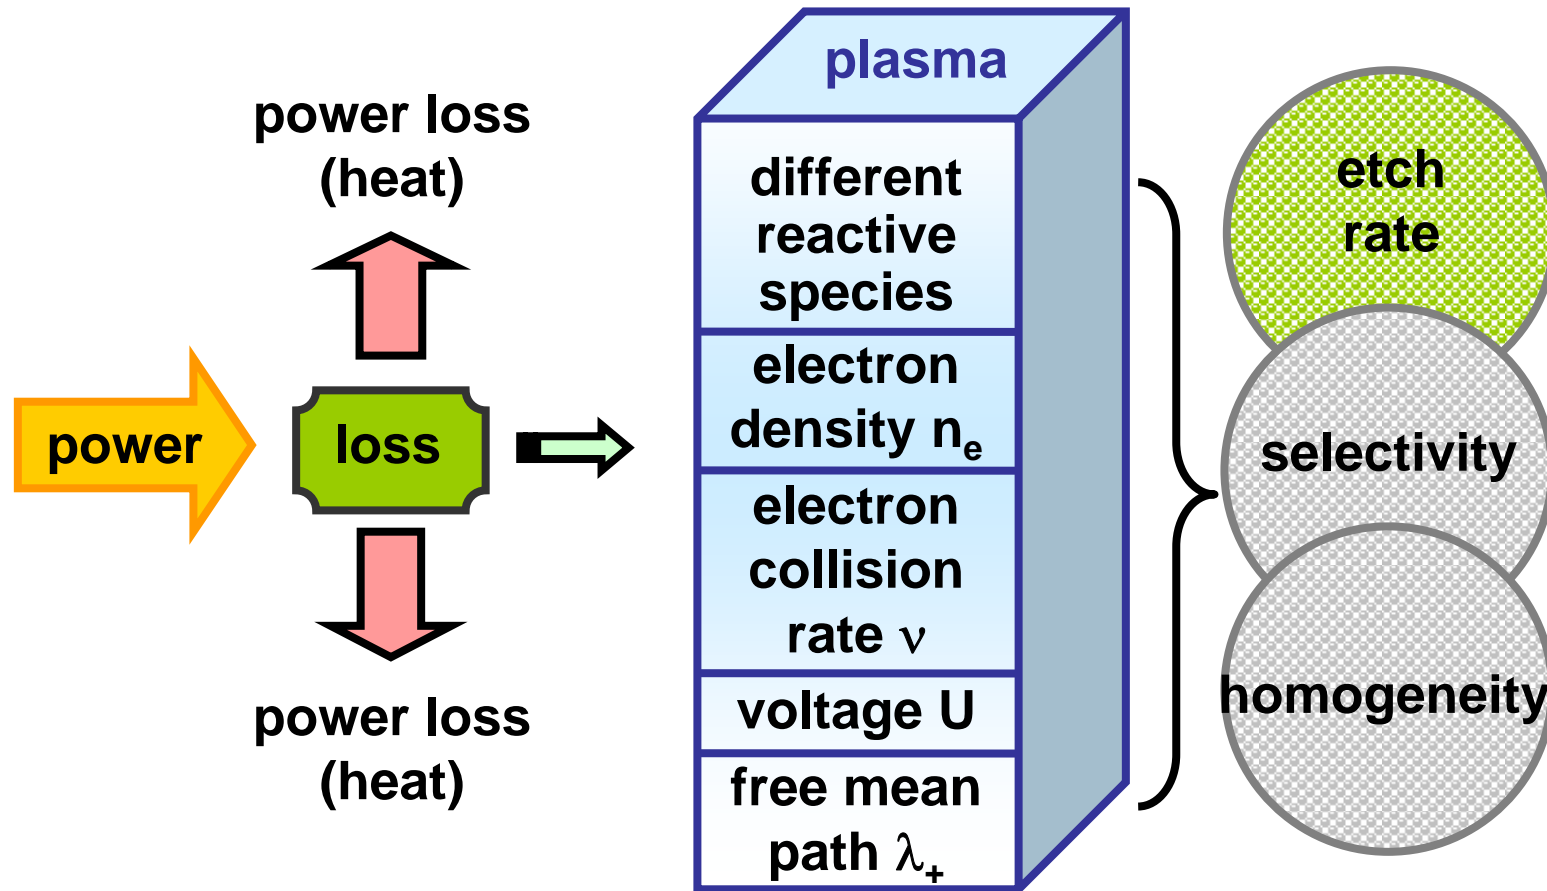 power
power loss
(heat)
loss
power loss
(heat)
plasma
different
reactive
species
electron
density nₑ
electron
collision
rate ν
voltage U
free mean
path λ₊
etch
rate
selectivity
homogeneity